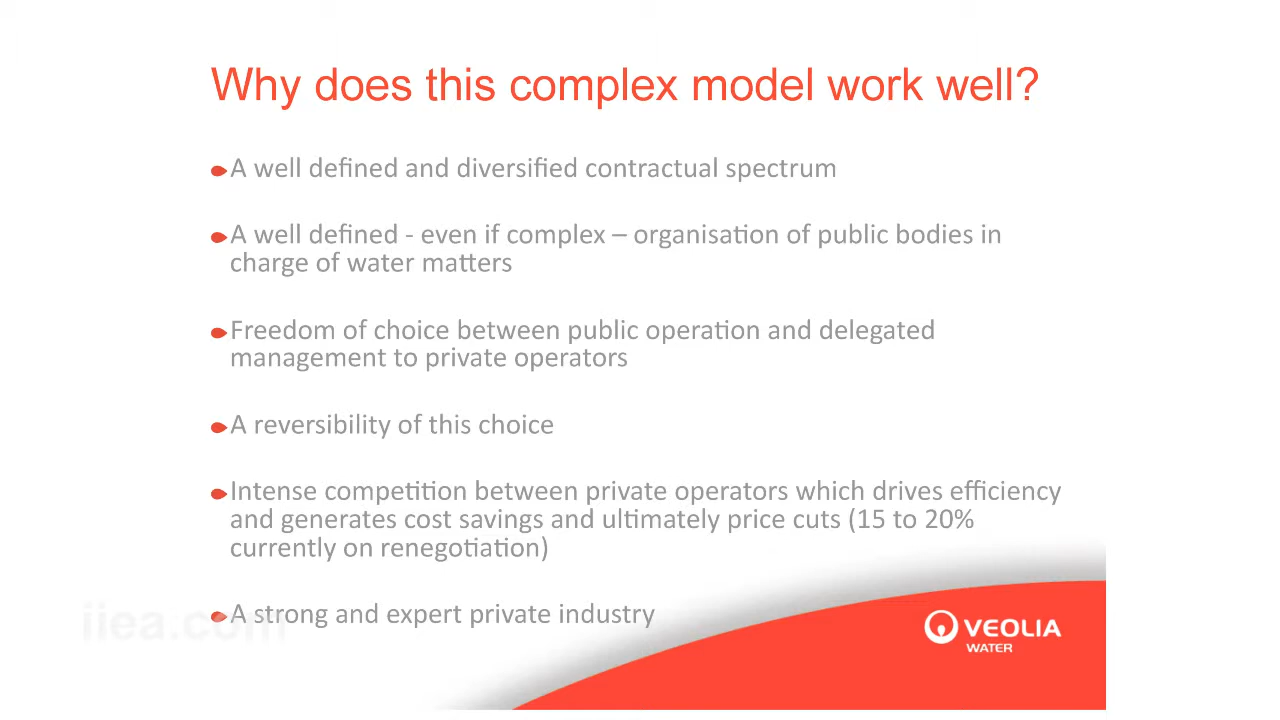 Why does this complex model work well?
A well defined and diversified contractual spectrum
A well defined - even if complex – organisation of public bodies in
charge of water matters
Freedom of choice between public operation and delegated
management to private operators
A reversibility of this choice
Intense competition between private operators which drives efficiency
and generates cost savings and ultimately price cuts (15 to 20%
currently on renegotiation)
A strong and expert private industry
iiea.com
VEOLIA
WATER